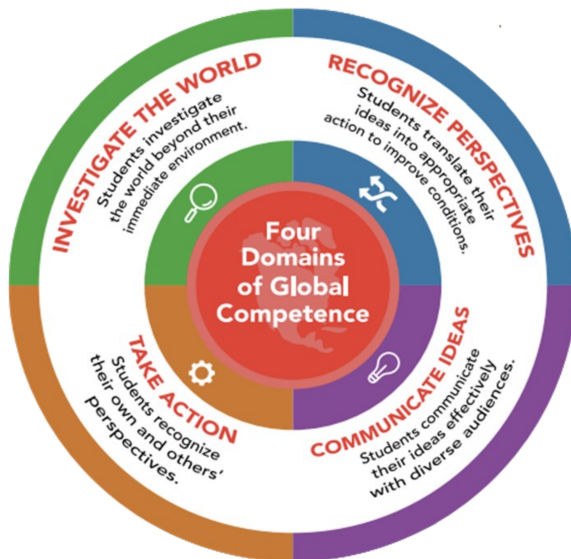 INVESTIGATE THE WORLD
Students investigate
the world beyond their
immediate environment.
RECOGNIZE PERSPECTIVES
Students translate their
ideas into appropriate
action to improve conditions.
Four
Domains
of Global
Competence
TAKE ACTION
Students recognize
their own and others'
perspectives.
COMMUNICATE IDEAS
Students communicate
their ideas effectively
with diverse audiences.